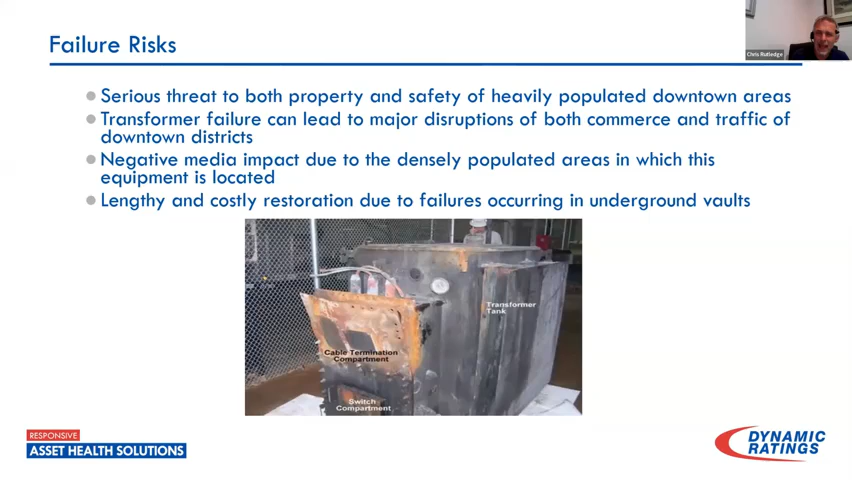 Failure Risks
Chris Rutledge
Serious threat to both property and safety of heavily populated downtown areas
Transformer failure can lead to major disruptions of both commerce and traffic of
downtown districts
Negative media impact due to the densely populated areas in which this
equipment is located
Lengthy and costly restoration due to failures occurring in underground vaults
Transformer
Tank
Cable Termination
Compartment
Switch
Compartment
RESPONSIVE
ASSET HEALTH SOLUTIONS
DYNAMIC
RATINGS